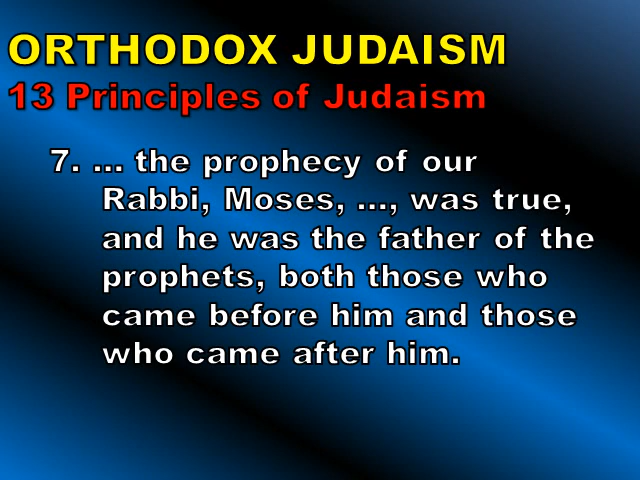 ORTHODOX JUDAISM
13 Principles of Judaism
7. ... the prophecy of our
Rabbi, Moses, ..., was true,
and he was the father of the
prophets, both those who
came before him and those
who came after him.